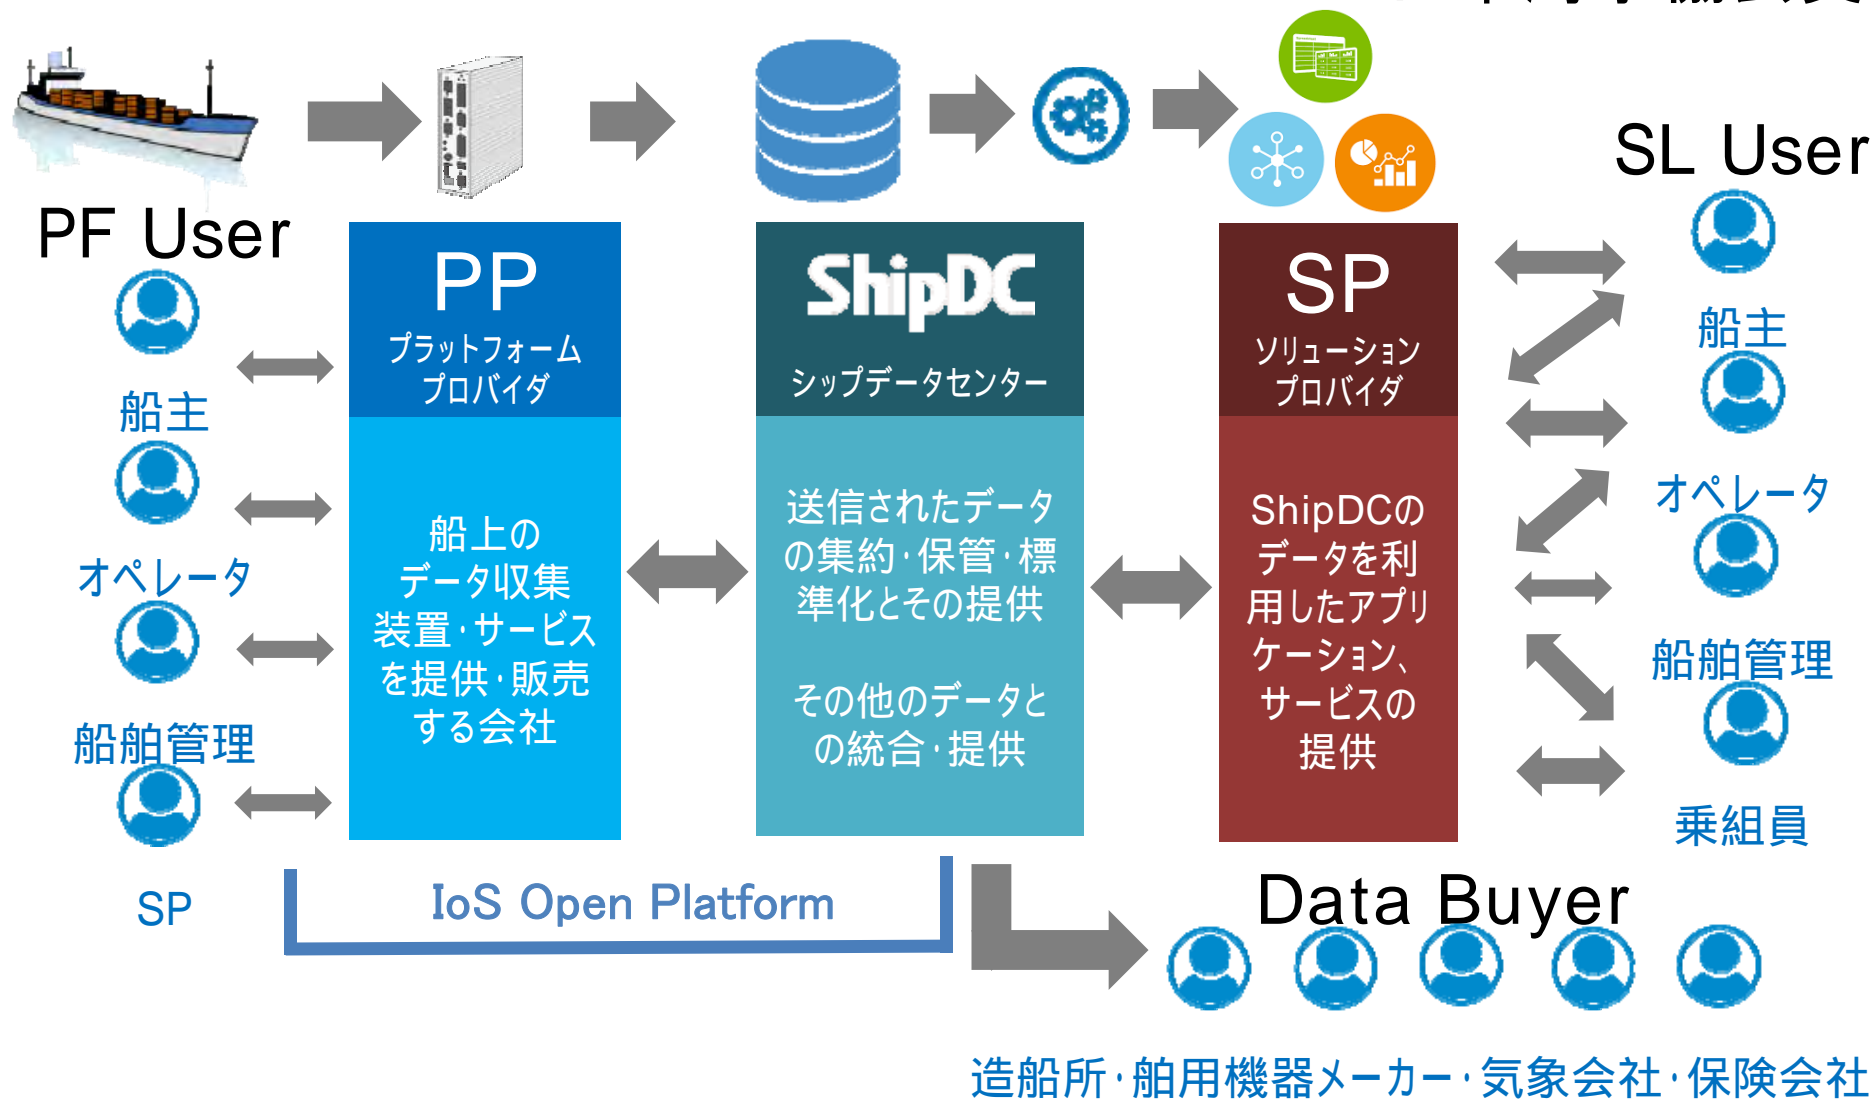 PF User
船主
オペレータ
船舶管理
SP
PP
プラットフォーム
プロバイダ
船上の
データ収集
装置・サービス
を提供・販売
する会社
ShipDC
シップデータセンター
送信されたデータ
の集約・保管・標
準化とその提供
その他のデータと
の統合・提供
SP
ソリューション
プロバイダ
ShipDCの
データを利
用したアプリ
ケーション、
サービスの
提供
SL User
船主
オペレータ
船舶管理
乗組員
IoS Open Platform
Data Buyer
造船所・舶用機器メーカー・気象会社・保険会社